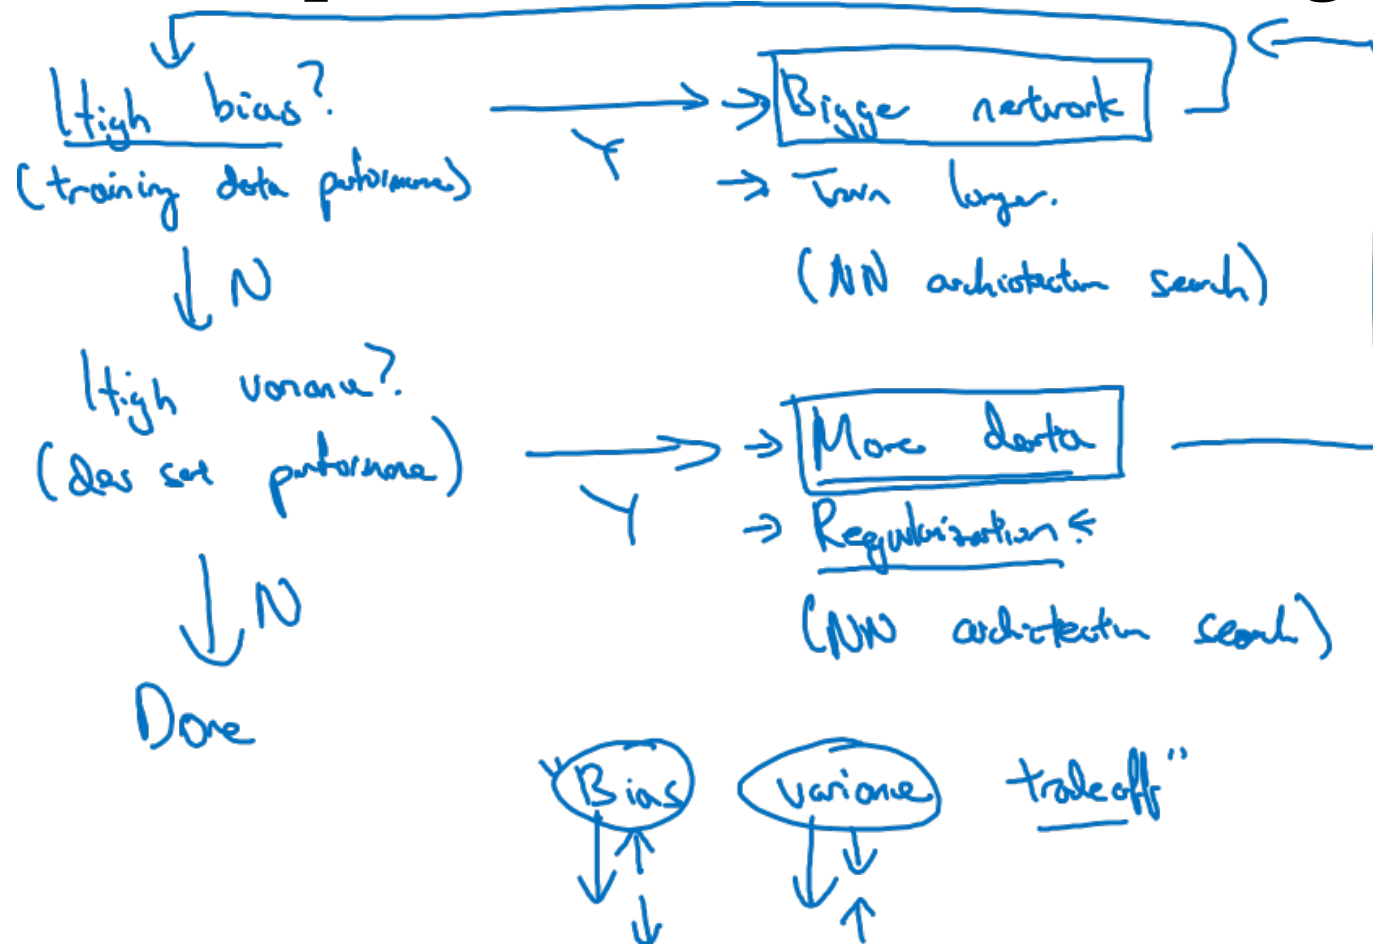 High bias?
(training data performance)
Y
Bigger network
Train longer.
(NN architecture search)
N
High variance?
(dev set performance)
Y
More data
Regularization.
(NN architecture search)
N
Done
"Bias variance tradeoff"